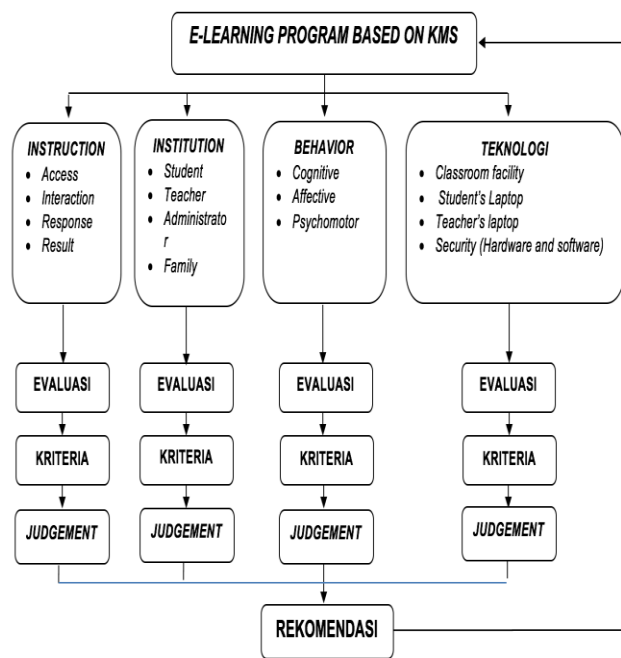 E-LEARNING PROGRAM BASED ON KMS
INSTRUCTION
• Access
• Interaction
• Response
• Result
INSTITUTION
• Student
• Teacher
• Administrato
r
• Family
BEHAVIOR
• Cognitive
• Affective
• Psychomotor
TEKNOLOGI
• Classroom facility
• Student's Laptop
• Teacher's laptop
• Security (Hardware and software)
EVALUASI
EVALUASI
EVALUASI
EVALUASI
KRITERIA
KRITERIA
KRITERIA
KRITERIA
JUDGEMENT
JUDGEMENT
JUDGEMENT
JUDGEMENT
REKOMENDASI